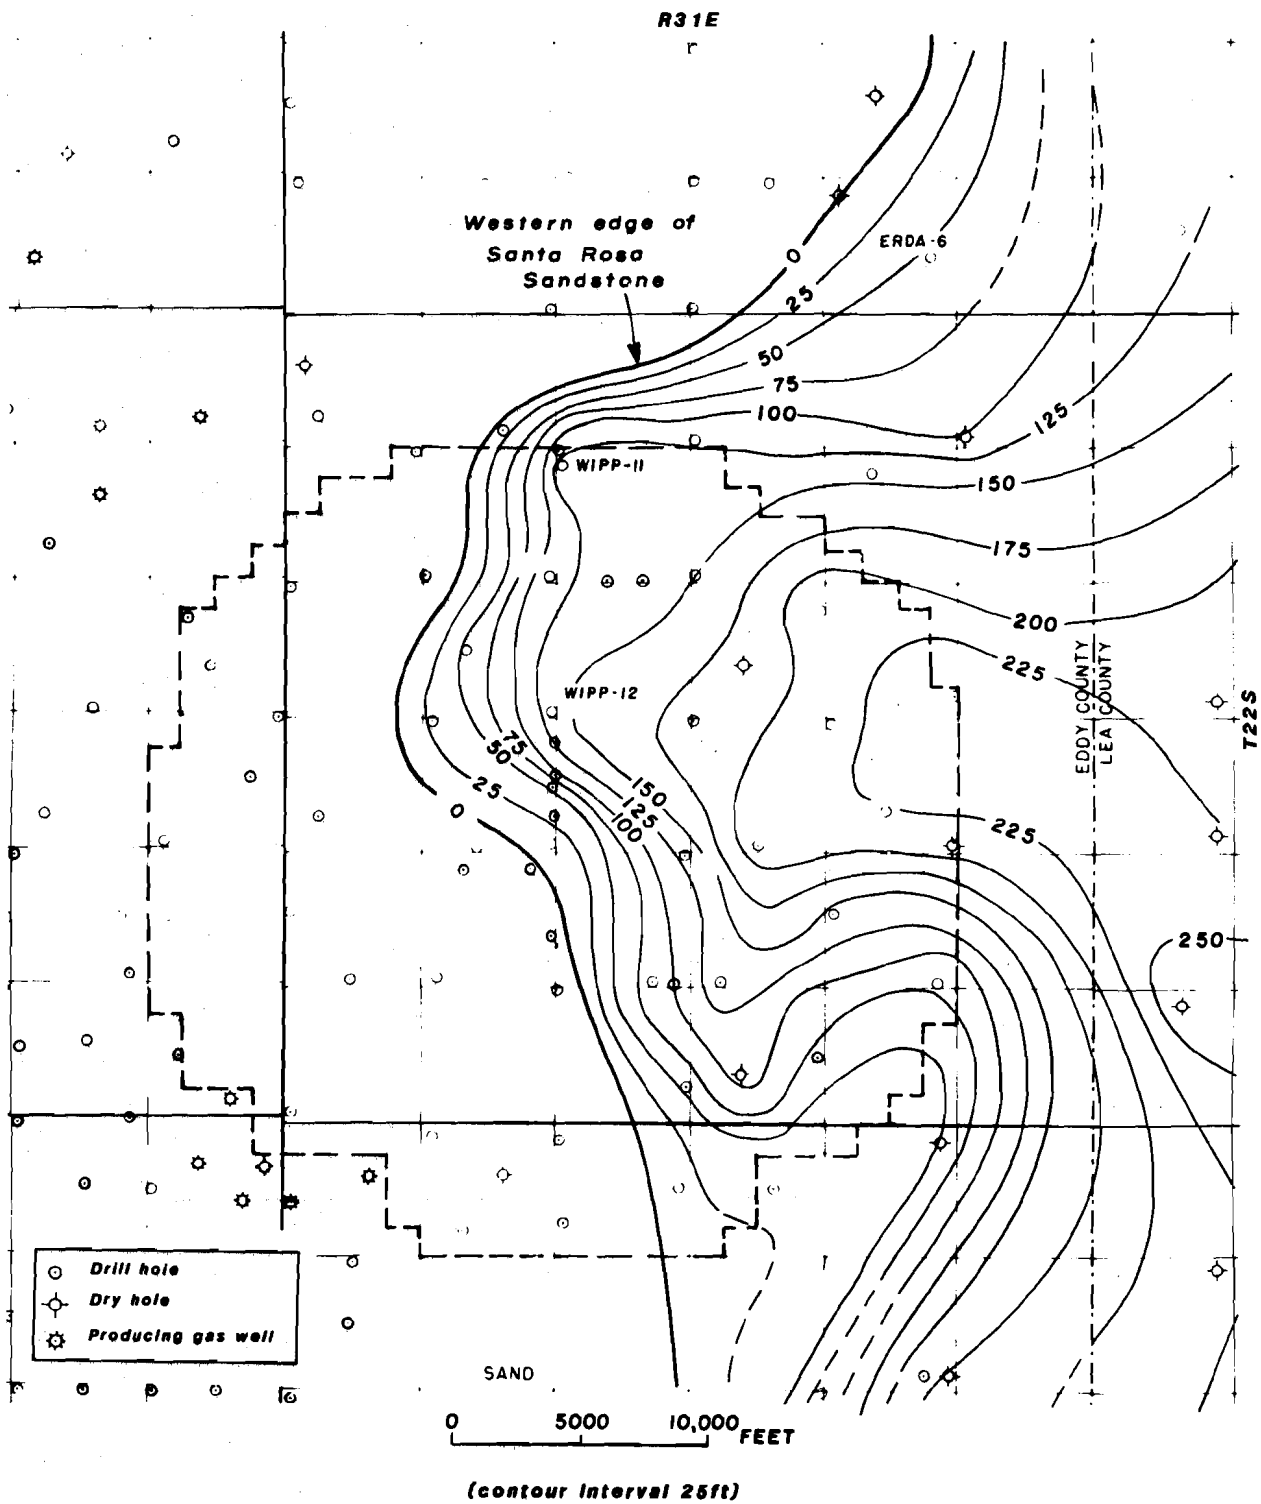 R31E
Western edge of
Santa Rosa
Sandstone
ERDA-6
0
25
50
75
100
125
WIPP-11
150
175
200
225
EDDY COUNTY
LEA COUNTY
T22S
WIPP-12
75
50
25
0
150
125
100
225
250
Drill hole
Dry hole
Producing gas well
SAND
0 5000 10,000 FEET
(contour interval 25ft)